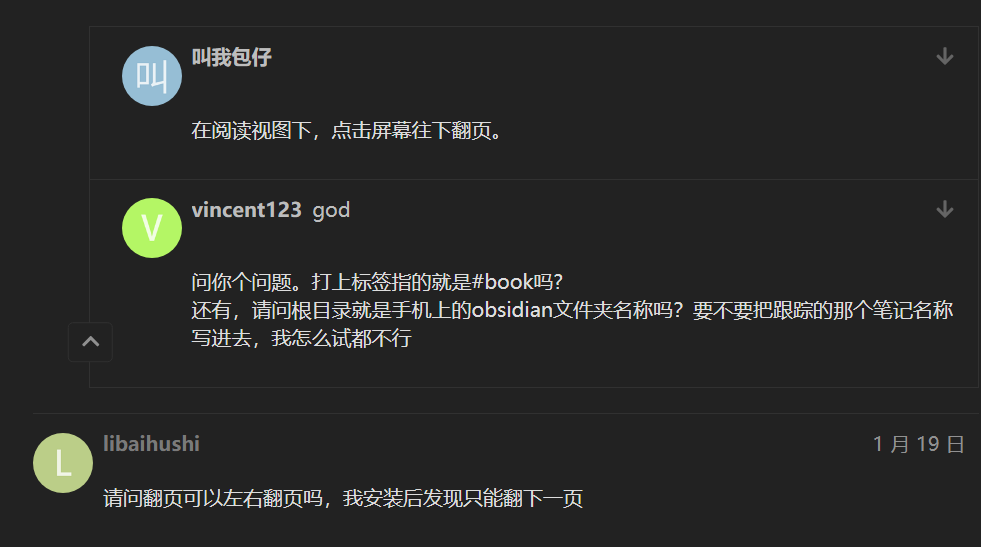 叫
叫我包仔
在阅读视图下，点击屏幕往下翻页。
V
vincent123 god
问你个问题。打上标签指的就是#book吗？
还有，请问根目录就是手机上的obsidian文件夹名称吗？要不要把跟踪的那个笔记名称
写进去，我怎么试都不行
L
libaihushi
1 月 19 日
请问翻页可以左右翻页吗，我安装后发现只能翻下一页